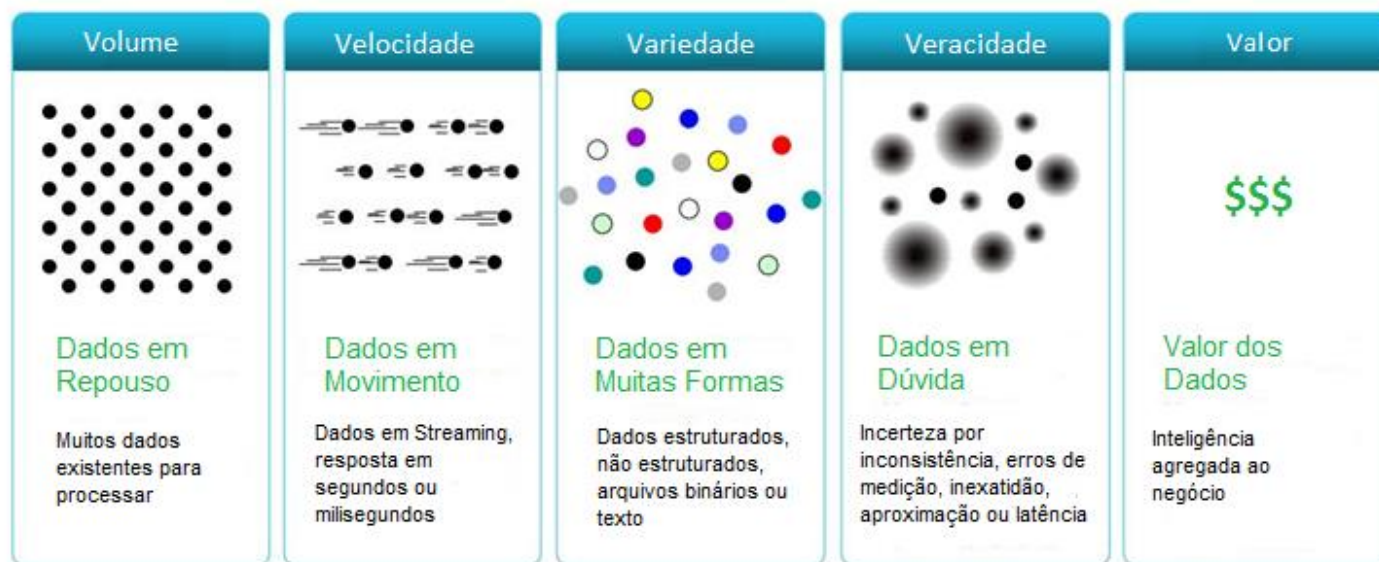 Volume
Dados em
Repouso
Muitos dados
existentes para
processar
Velocidade
Dados em
Movimento
Dados em Streaming,
resposta em
segundos ou
milisegundos
Variedade
Dados em
Muitas Formas
Dados estruturados,
não estruturados,
arquivos binários ou
texto
Veracidade
Dados em
Dúvida
Incerteza por
inconsistência, erros de
medição, inexatidão,
aproximação ou latência
Valor
$$$
Valor dos
Dados
Inteligência
agregada ao
negócio